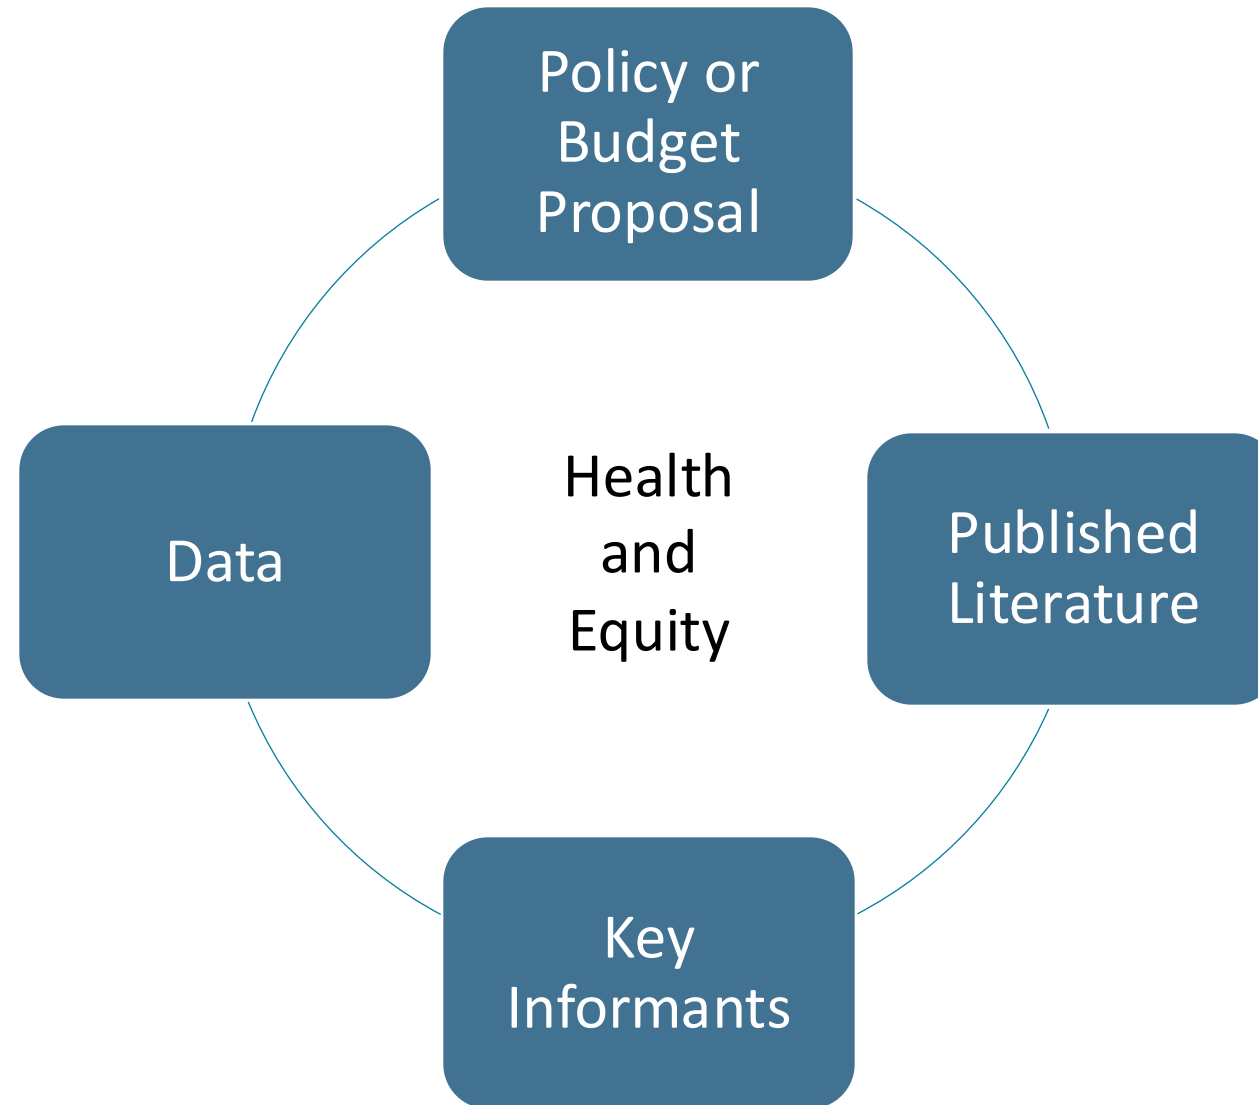 Policy or
Budget
Proposal
Data
Health
and
Equity
Published
Literature
Key
Informants